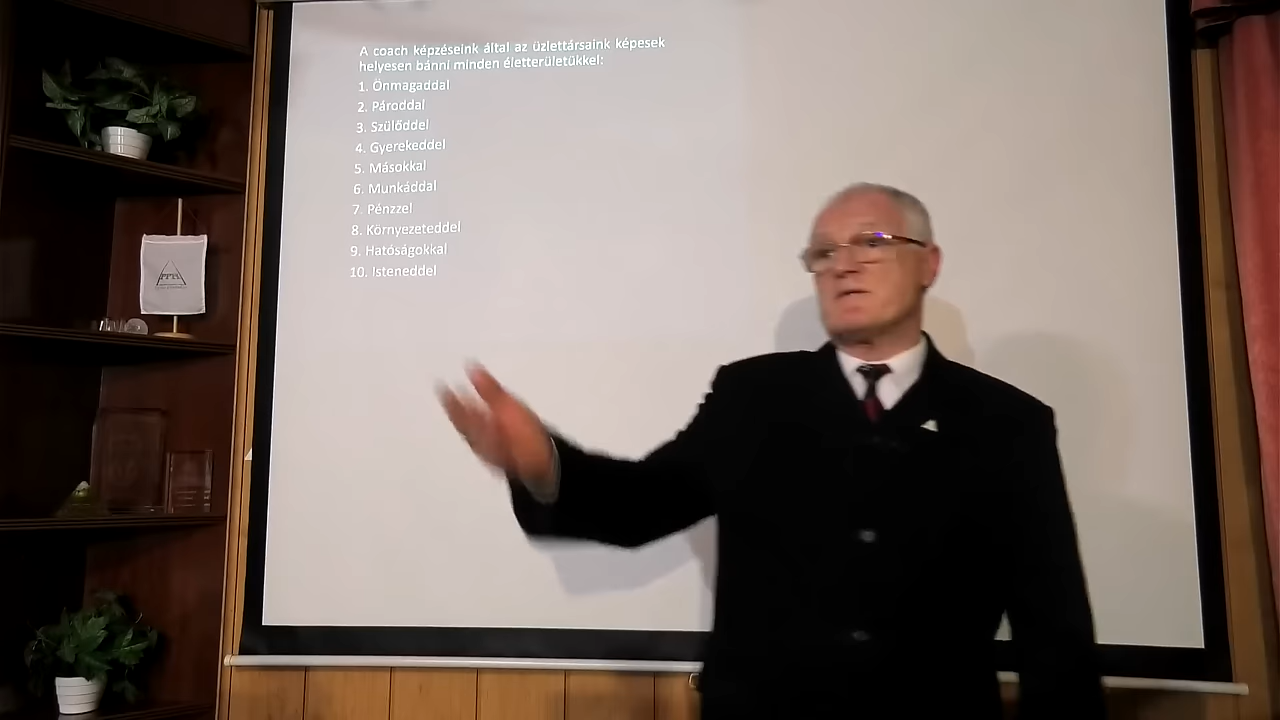 A coach képzéseink által az üzlettársaink képesek
helyesen bánni minden életterületükkel:
1. Önmagaddal
2. Pároddal
3. Szülőddel
4. Gyerekeddel
5. Másokkal
6. Munkáddal
7. Pénzzel
8. Környezeteddel
9. Hatóságokkal
10. Isteneddel